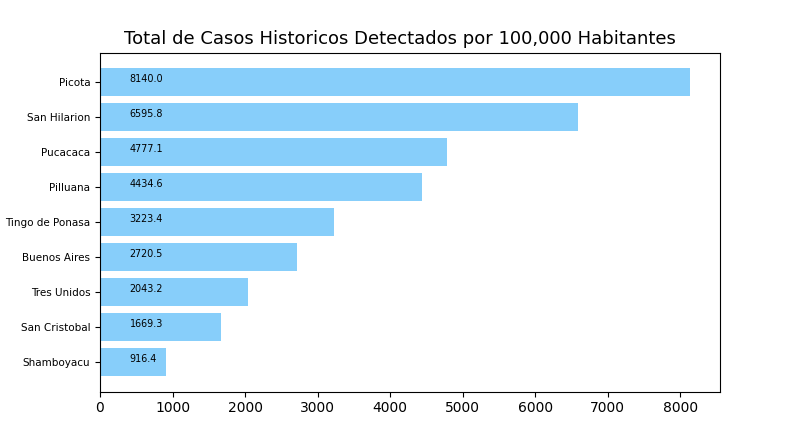 Total de Casos Historicos Detectados por 100,000 Habitantes
Picota 8140.0
San Hilarion 6595.8
Pucacaca 4777.1
Pilluana 4434.6
Tingo de Ponasa 3223.4
Buenos Aires 2720.5
Tres Unidos 2043.2
San Cristobal 1669.3
Shamboyacu 916.4
0 1000 2000 3000 4000 5000 6000 7000 8000